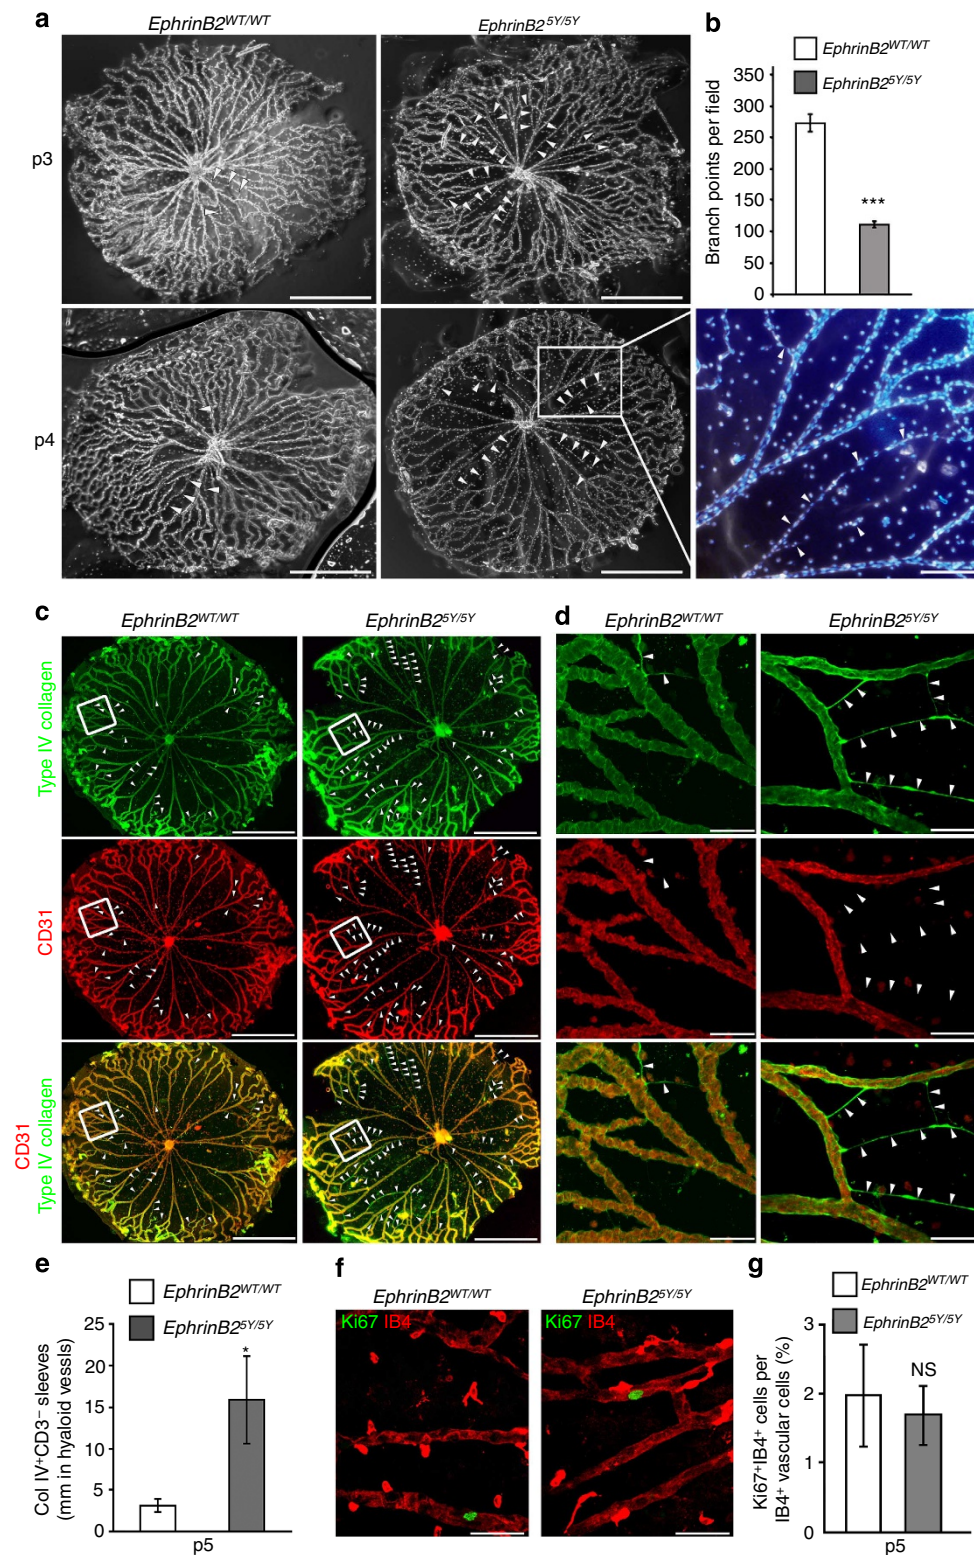 a
EphrinB2WT/WT
EphrinB2 5Y/5Y
p3
p4
b
EphrinB2WT/WT
EphrinB25Y/5Y
Branch points per field
350
300
250
200
150
100
50
0
***
c
EphrinB2WT/WT
EphrinB25Y/5Y
Type IV collagen
CD31
CD31
Type IV collagen
d
EphrinB2WT/WT
EphrinB25Y/5Y
e
EphrinB2WT/WT
EphrinB25Y/5Y
Col IV+CD3− sleeves
(mm in hyaloid vessls)
25
20
15
10
5
0
*
p5
f
EphrinB2WT/WT
EphrinB25Y/5Y
Ki67 IB4
Ki67 IB4
g
EphrinB2WT/WT
EphrinB25Y/5Y
Ki67+IB4+ cells per
IB4+ vascular cells (%)
3
2
1
0
NS
p5